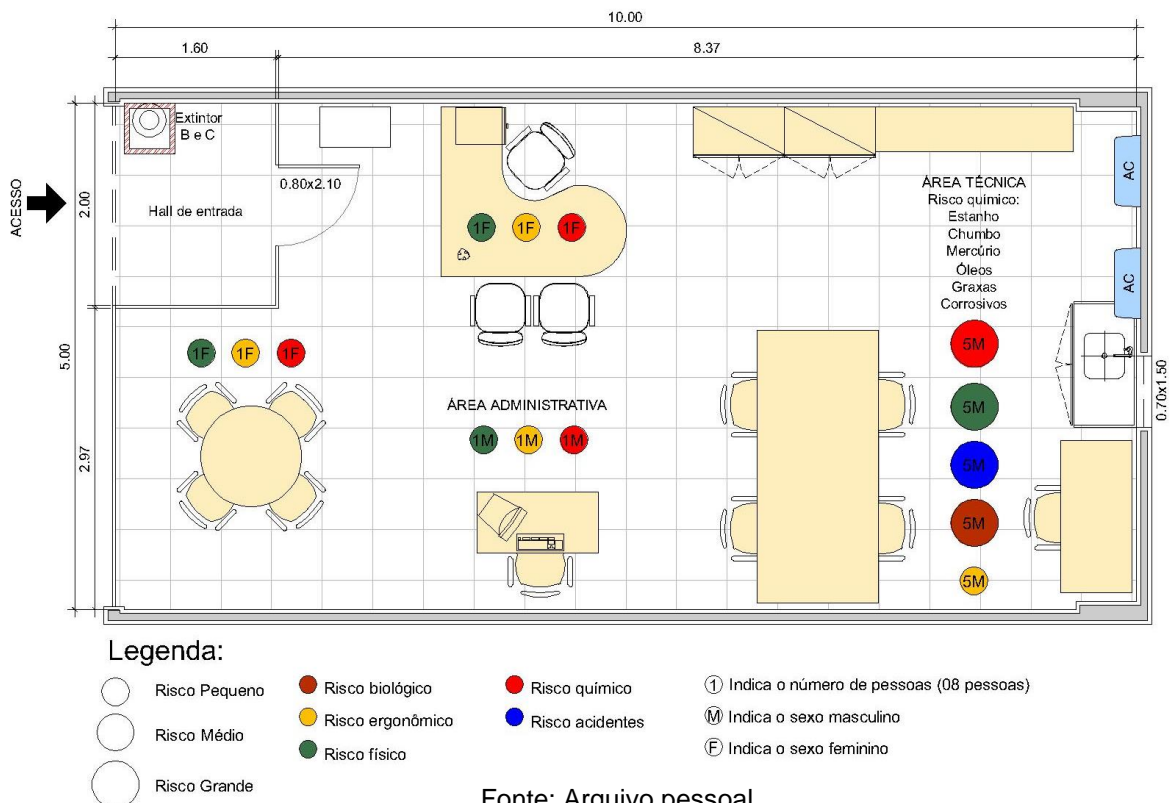 10.00
1.60
8.37
Extintor
B e C
0.80x2.10
ACESSO
2.00
Hall de entrada
1F 1F 1F
ÁREA TÉCNICA
Risco químico:
Estanho
Chumbo
Mercúrio
Óleos
Graxas
Corrosivos
AC
AC
5.00
1F 1F 1F
5M
ÁREA ADMINISTRATIVA
5M
0.70x1.50
2.97
1M 1M 1M
5M
5M
5M
Legenda:
Risco Pequeno
Risco Médio
Risco Grande
Risco biológico
Risco ergonômico
Risco físico
Risco químico
Risco acidentes
1 Indica o número de pessoas (08 pessoas)
M Indica o sexo masculino
F Indica o sexo feminino
Fonte: Arquivo pessoal